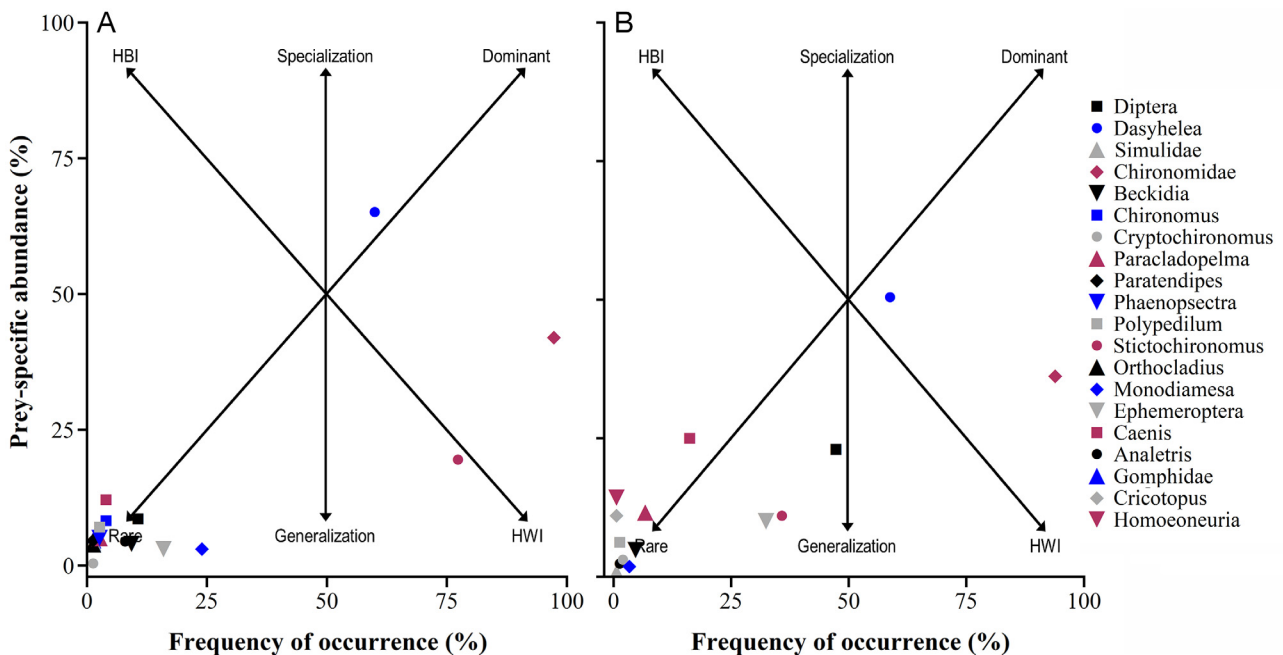 A
B
100
75
50
25
0
Prey-specific abundance (%)
HBI
Specialization
Dominant
Rare
Generalization
HWI
HBI
Specialization
Dominant
Rare
Generalization
HWI
0
25
50
75
100
0
25
50
75
100
Frequency of occurrence (%)
Frequency of occurrence (%)
Diptera
Dasyhelea
Simulidae
Chironomidae
Beckidia
Chironomus
Cryptochironomus
Paracladopelma
Paratendipes
Phaenopsectra
Polypedilum
Stictochironomus
Orthocladius
Monodiamesa
Ephemeroptera
Caenis
Analetris
Gomphidae
Cricotopus
Homoeoneuria